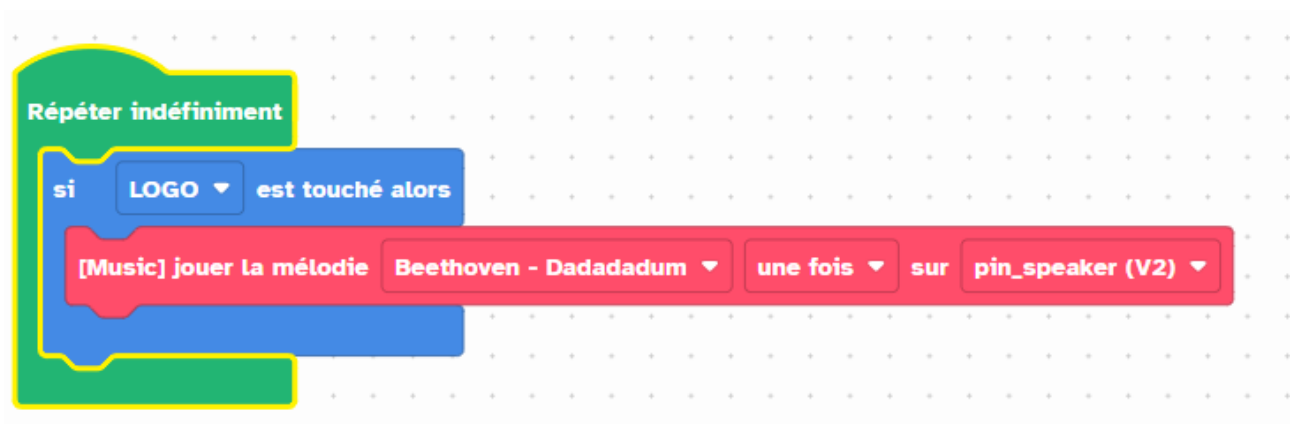 Répéter indéfiniment
si LOGO est touché alors
[Music] jouer la mélodie Beethoven - Dadadadum une fois sur pin_speaker (V2)